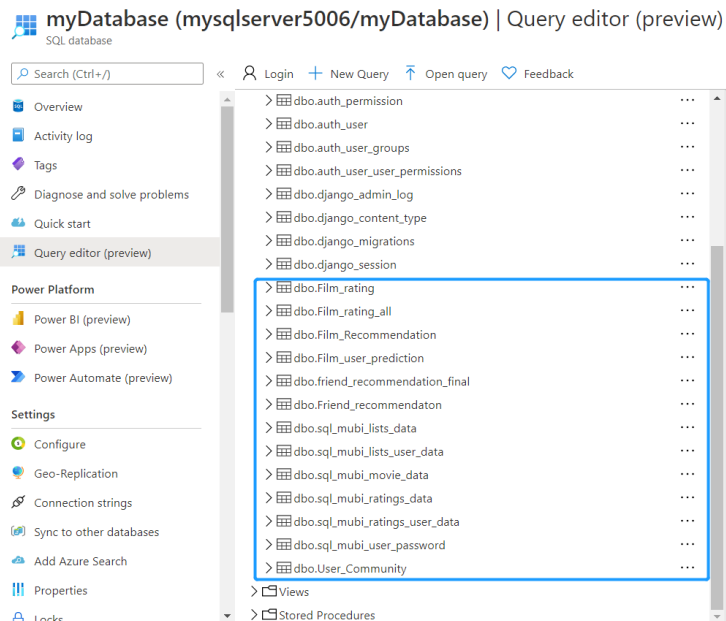 myDatabase (mysqlserver5006/myDatabase) | Query editor (preview)
SQL database
Search (Ctrl+/)
«
Login
New Query
Open query
Feedback
Overview
Activity log
Tags
Diagnose and solve problems
Quick start
Query editor (preview)
Power Platform
Power BI (preview)
Power Apps (preview)
Power Automate (preview)
Settings
Configure
Geo-Replication
Connection strings
Sync to other databases
Add Azure Search
Properties
Locks
dbo.auth_permission
dbo.auth_user
dbo.auth_user_groups
dbo.auth_user_user_permissions
dbo.django_admin_log
dbo.django_content_type
dbo.django_migrations
dbo.django_session
dbo.Film_rating
dbo.Film_rating_all
dbo.Film_Recommendation
dbo.Film_user_prediction
dbo.friend_recommendation_final
dbo.Friend_recommendaton
dbo.sql_mubi_lists_data
dbo.sql_mubi_lists_user_data
dbo.sql_mubi_movie_data
dbo.sql_mubi_ratings_data
dbo.sql_mubi_ratings_user_data
dbo.sql_mubi_user_password
dbo.User_Community
Views
Stored Procedures